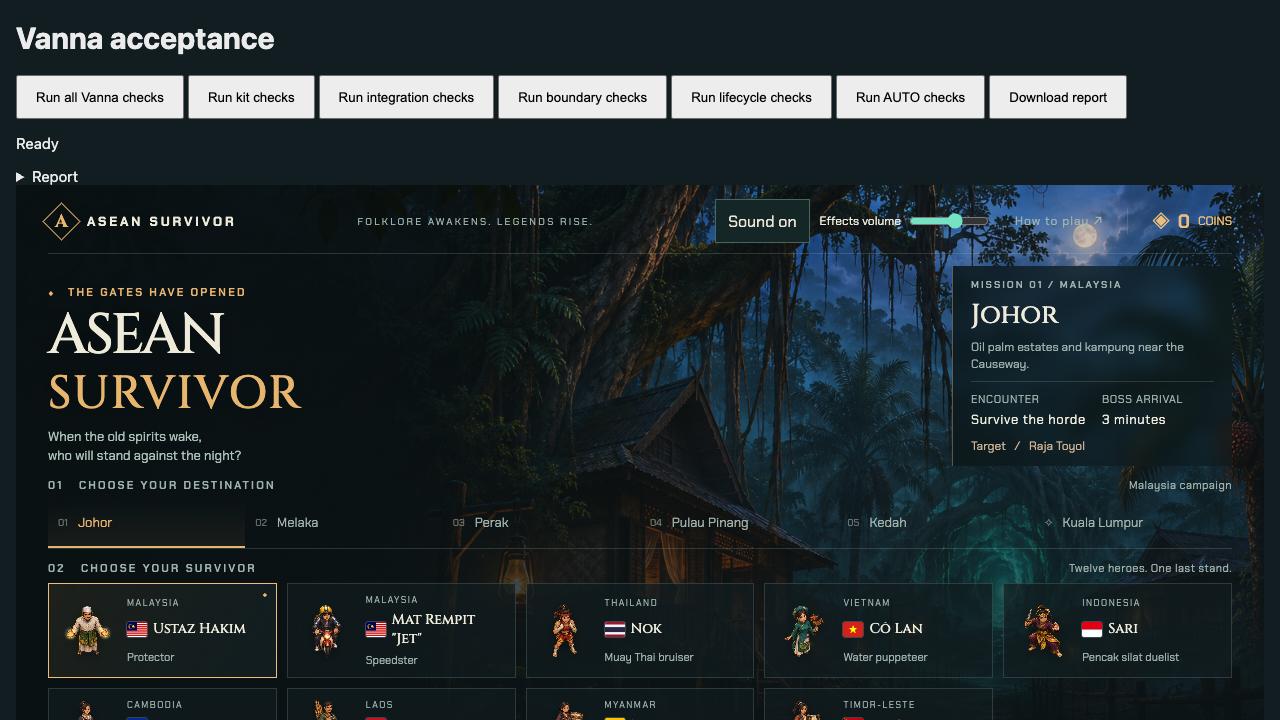 Vanna acceptance
Run all Vanna checks
Run kit checks
Run integration checks
Run boundary checks
Run lifecycle checks
Run AUTO checks
Download report
Ready
Report
A
ASEAN SURVIVOR
FOLKLORE AWAKENS. LEGENDS RISE.
Sound on
Effects volume
How to play ↗
0 COINS
THE GATES HAVE OPENED
ASEAN
SURVIVOR
When the old spirits wake,
who will stand against the night?
MISSION 01 / MALAYSIA
JOHOR
Oil palm estates and kampung near the
Causeway.
ENCOUNTER
Survive the horde
BOSS ARRIVAL
3 minutes
Target / Raja Toyol
01 CHOOSE YOUR DESTINATION
Malaysia campaign
01 Johor
02 Melaka
03 Perak
04 Pulau Pinang
05 Kedah
Kuala Lumpur
02 CHOOSE YOUR SURVIVOR
Twelve heroes. One last stand.
MALAYSIA
USTAZ HAKIM
Protector
MALAYSIA
MAT REMPIT
"JET"
Speedster
THAILAND
NOK
Muay Thai bruiser
VIETNAM
CÔ LAN
Water puppeteer
INDONESIA
SARI
Pencak silat duelist
CAMBODIA
LAOS
MYANMAR
TIMOR-LESTE